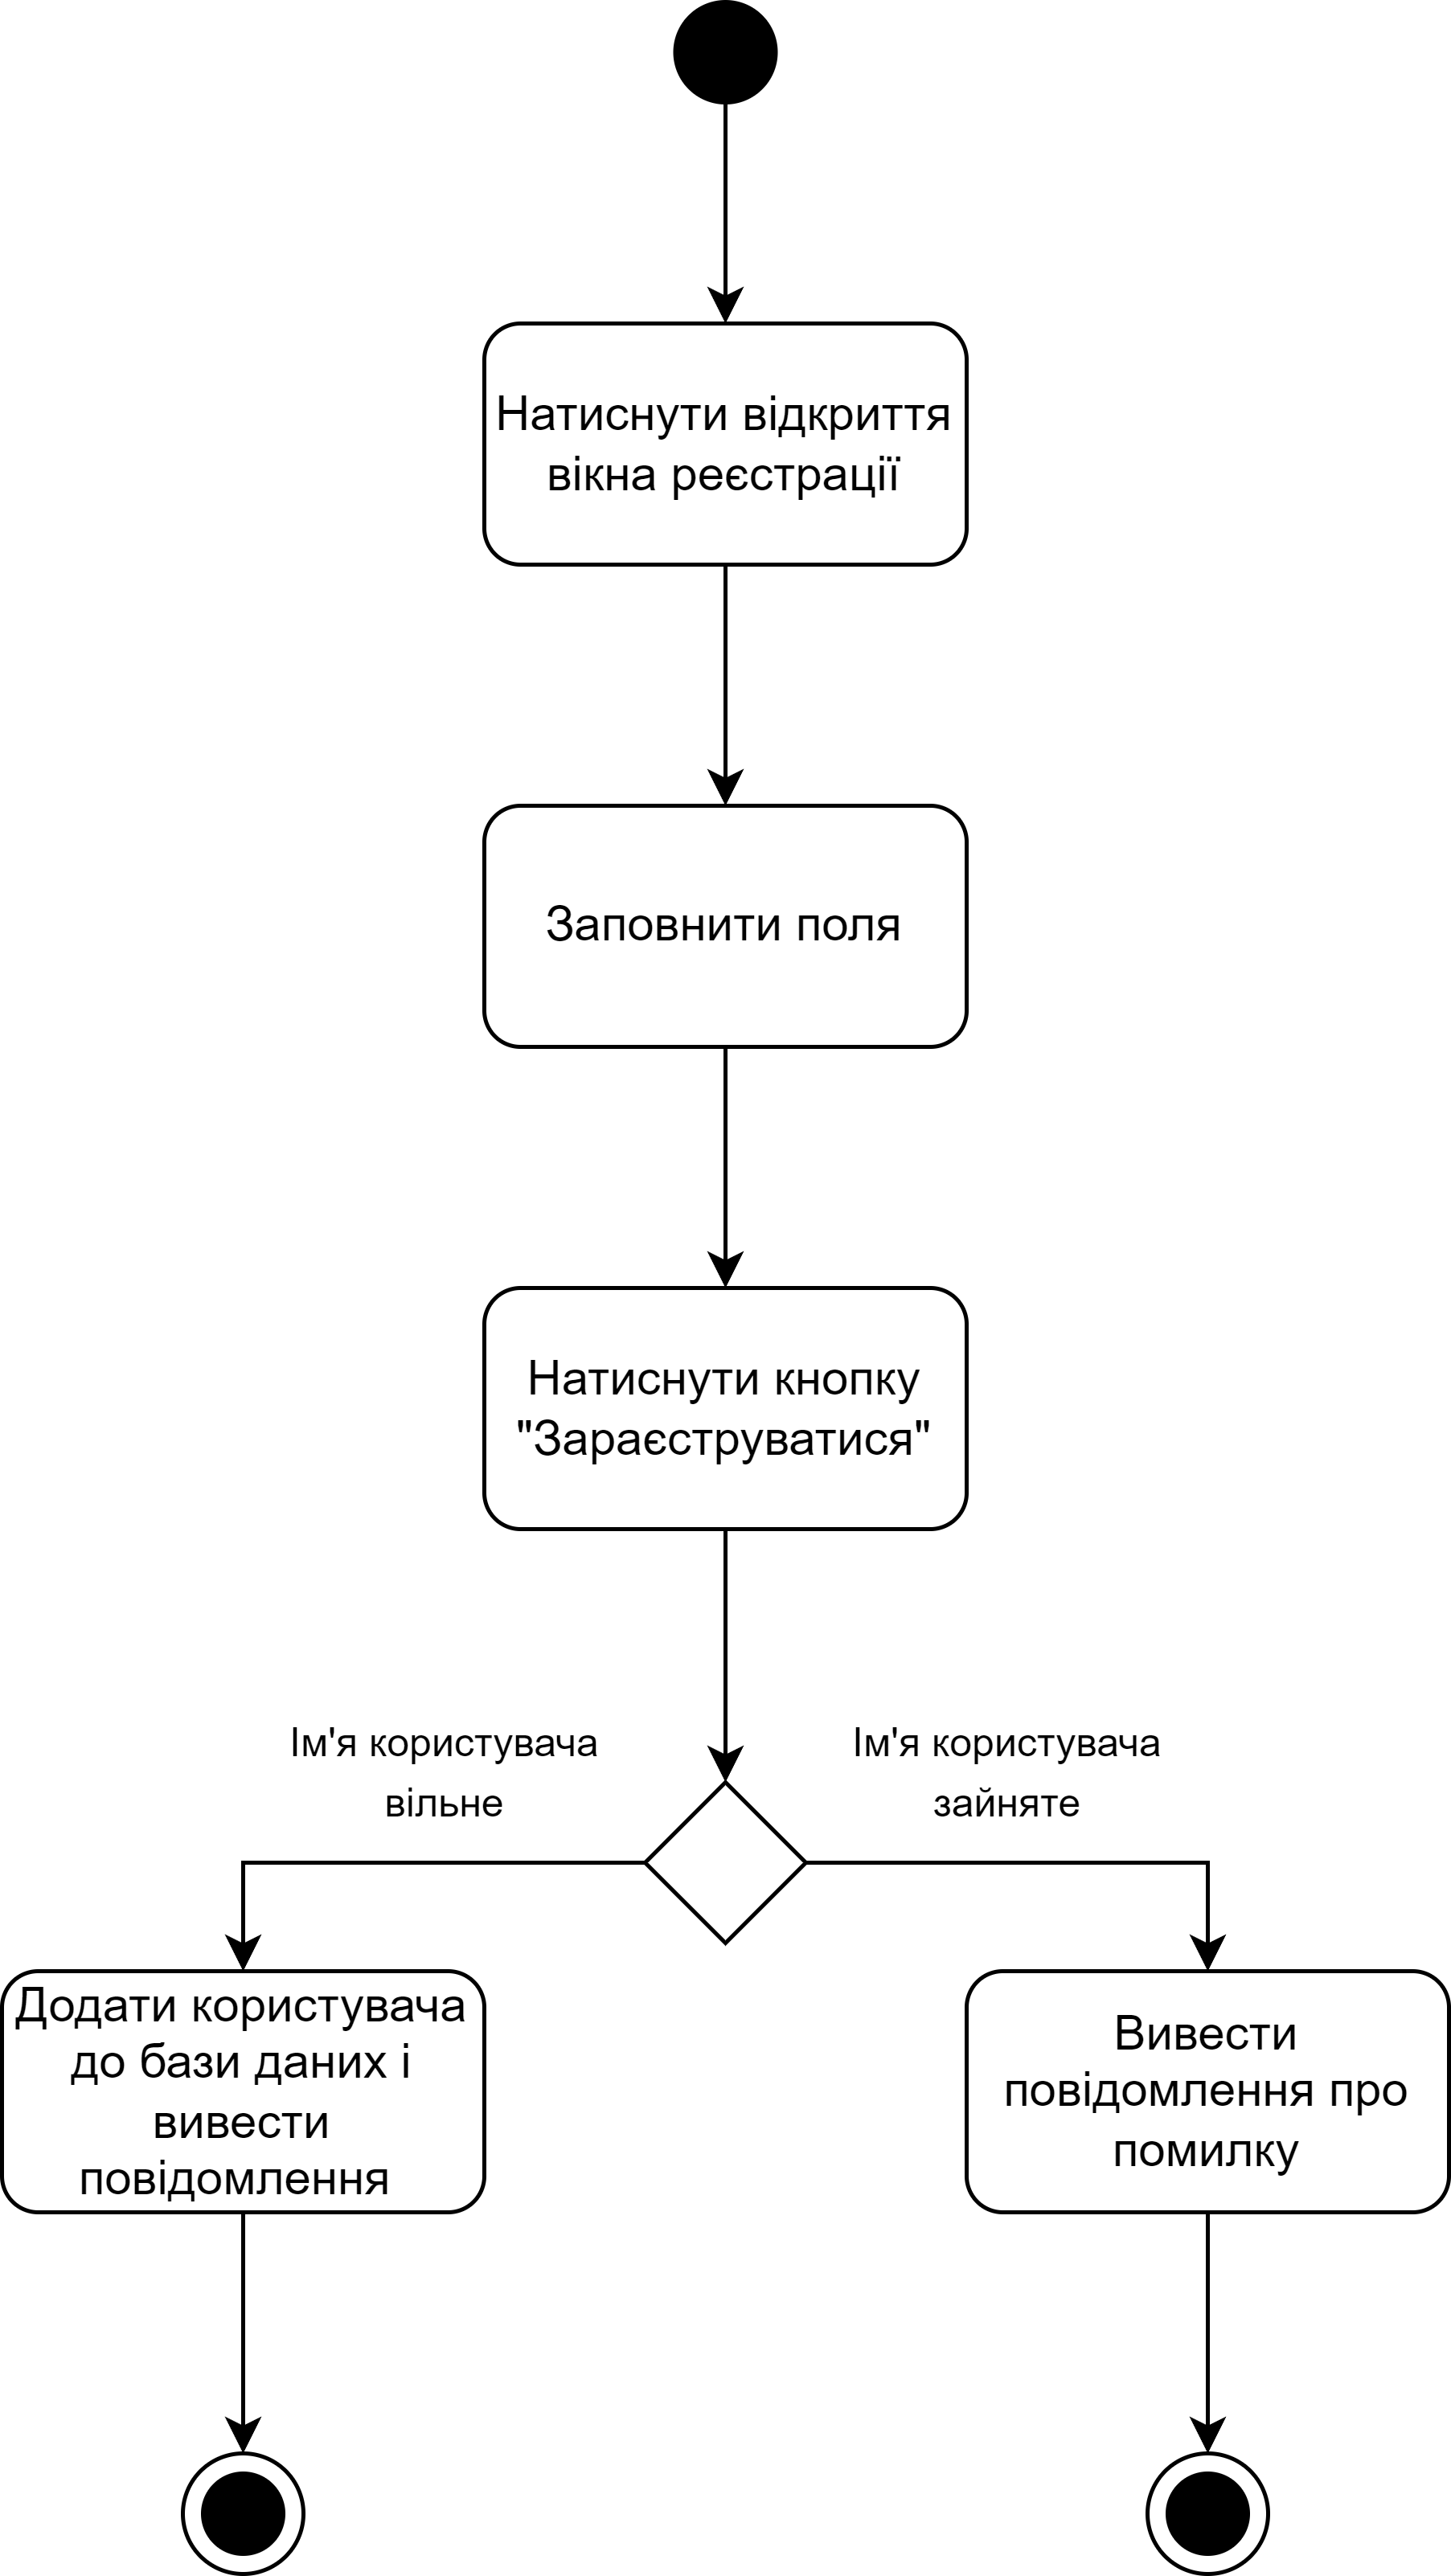 Натиснути відкриття
вікна реєстрації
Заповнити поля
Натиснути кнопку
"Зараєструватися"
Ім'я користувача
вільне
Ім'я користувача
зайняте
Додати користувача
до бази даних і
вивести
повідомлення
Вивести
повідомлення про
помилку